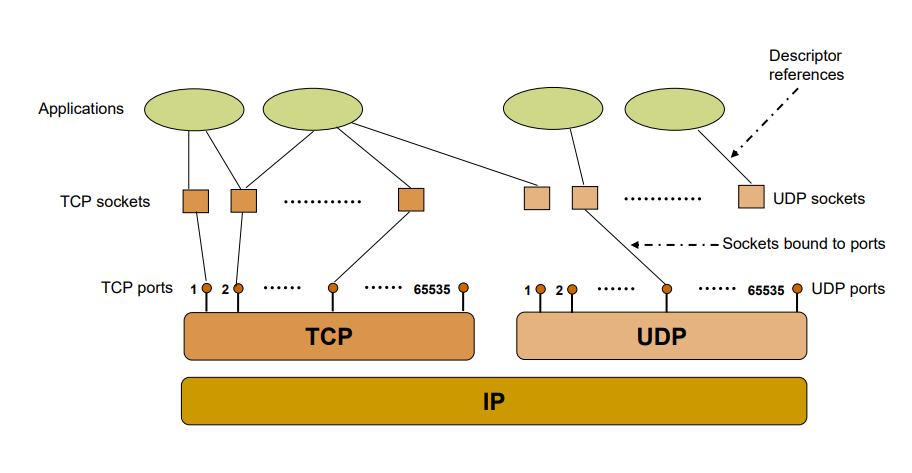 Descriptor
references
Applications
TCP sockets
UDP sockets
Sockets bound to ports
TCP ports 1 2 ...... ...... 65535 1 2 ...... ...... 65535 UDP ports
TCP UDP
IP